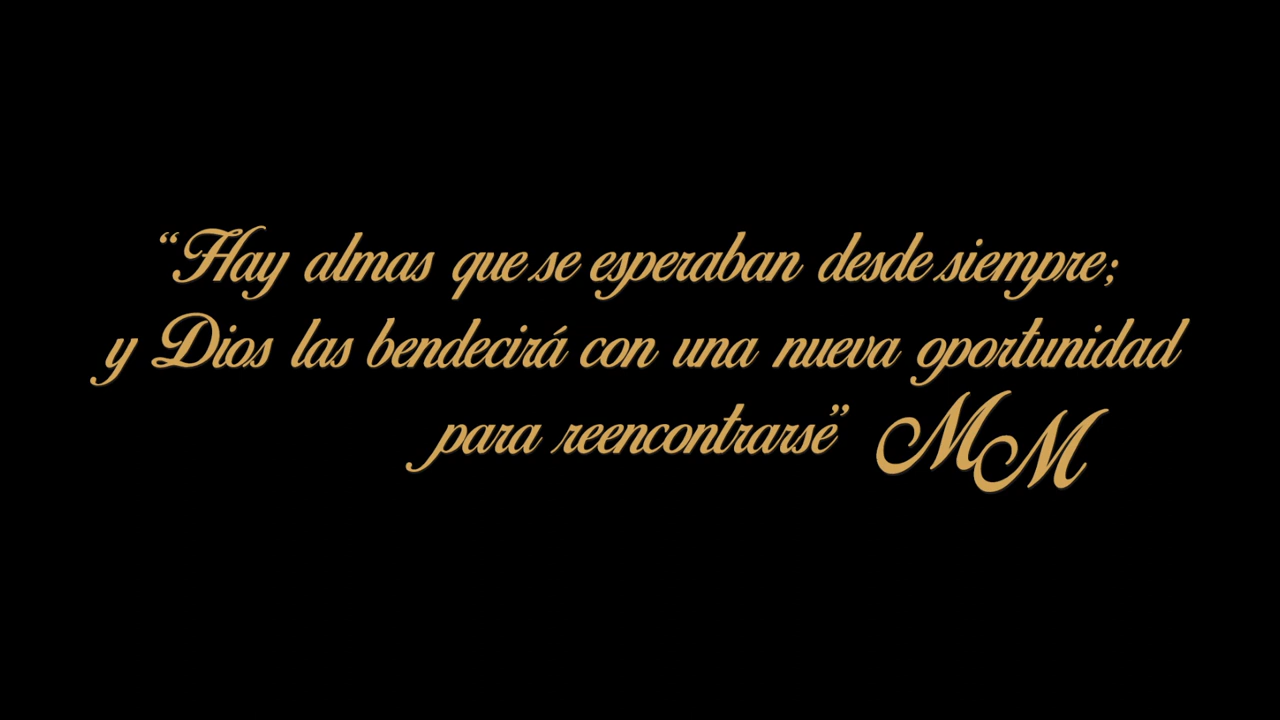 “Hay almas que se esperaban desde siempre;
y Dios las bendecirá con una nueva oportunidad
para reencontrarse” MM